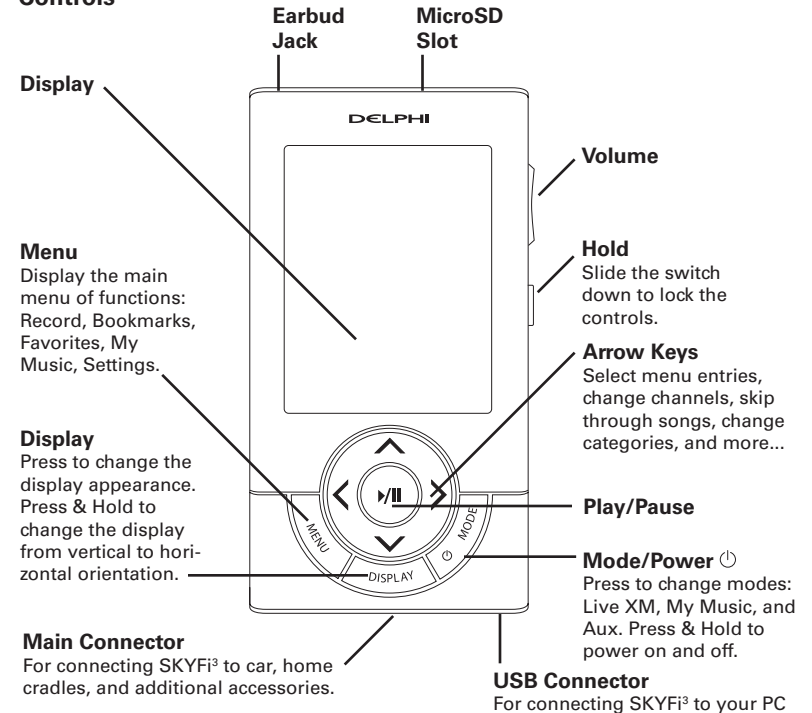 Controls
Earbud
Jack
MicroSD
Slot
Display
DELPHI
Volume
Menu
Display the main
menu of functions:
Record, Bookmarks,
Favorites, My
Music, Settings.
Hold
Slide the switch
down to lock the
controls.
Arrow Keys
Select menu entries,
change channels, skip
through songs, change
categories, and more...
Display
Press to change the
display appearance.
Press & Hold to
change the display
from vertical to hori-
zontal orientation.
MENU
DISPLAY
MODE
Play/Pause
Mode/Power
Press to change modes:
Live XM, My Music, and
Aux. Press & Hold to
power on and off.
Main Connector
For connecting SKYFi³ to car, home
cradles, and additional accessories.
USB Connector
For connecting SKYFi³ to your PC